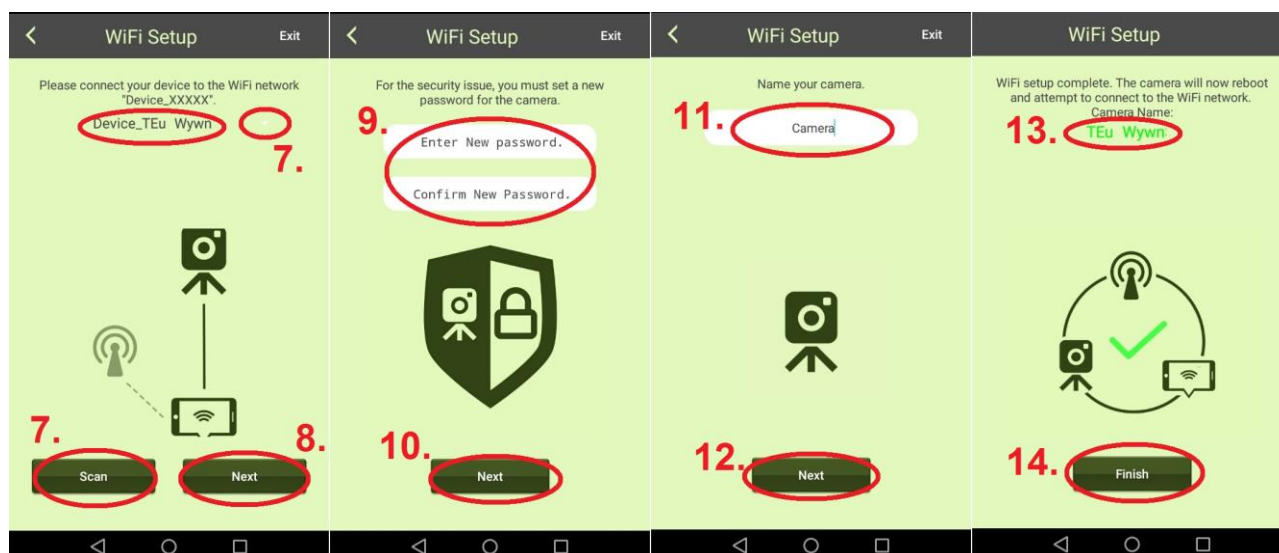 WiFi Setup Exit
Please connect your device to the WiFi network
"Device_XXXXX".
Device_TEu Wywn
7.
7.
Scan
8.
Next
WiFi Setup Exit
For the security issue, you must set a new
password for the camera.
9.
Enter New password.
Confirm New Password.
10.
Next
WiFi Setup Exit
Name your camera.
11.
Camera
12.
Next
WiFi Setup
WiFi setup complete. The camera will now reboot
and attempt to connect to the WiFi network.
Camera Name:
13.
TEu Wywn
14.
Finish